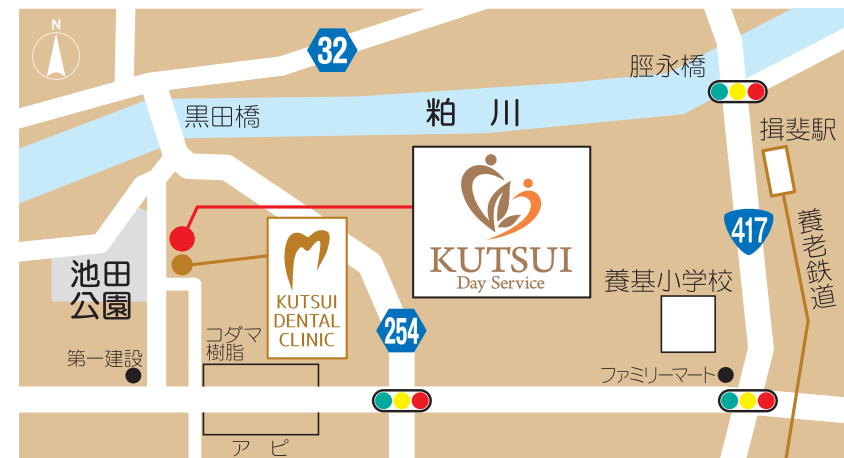 N
32
脛永橋
黒田橋
粕川
揖斐駅
KUTSUI
Day Service
417
養老鉄道
池田
公園
KUTSUI
DENTAL
CLINIC
養基小学校
254
コダマ
樹脂
第一建設
ファミリーマート
アピ